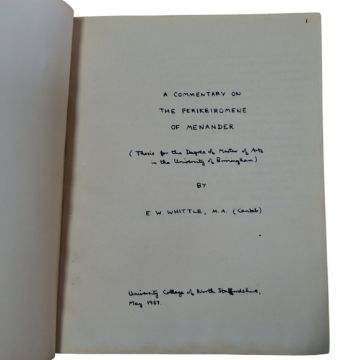 1.
A COMMENTARY ON
THE PERIKEIROMENE
OF MENANDER
(Thesis for the Degree of Master of Arts
in the University of Birmingham)
BY
E. W. WHITTLE, M.A. (Cantab)
University College of North Staffordshire,
May 1957.